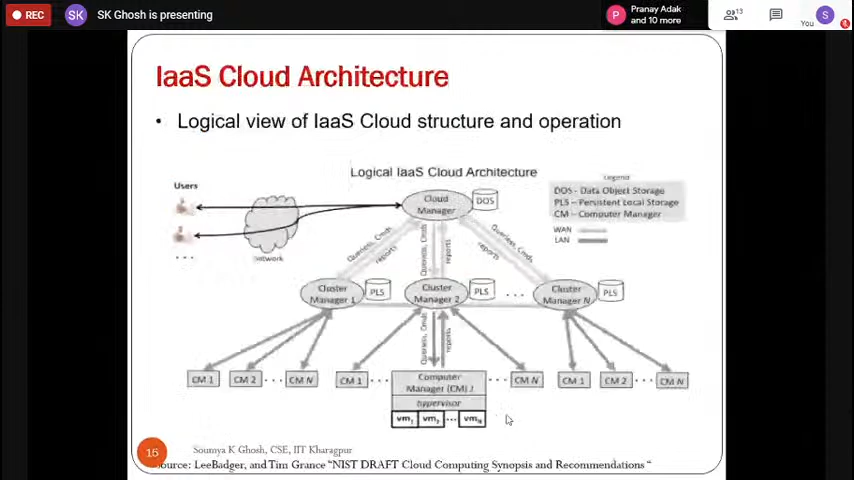 REC
SK
SK Ghosh is presenting
P
Pranay Adak
and 10 more
13
You
S
IaaS Cloud Architecture
• Logical view of IaaS Cloud structure and operation
Logical IaaS Cloud Architecture
Users
network
Cloud
Manager
DOS
Legend
DOS - Data Object Storage
PLS – Persistent Local Storage
CM – Computer Manager
WAN
LAN
Queries, Cmds
reports
Queries, Cmds
reports
Queries, Cmds
reports
Cluster
Manager 1
PLS
Cluster
Manager 2
PLS
. . .
Cluster
Manager N
PLS
Queries, Cmds
reports
CM 1
CM 2
. . .
CM N
CM 1
. . .
Computer
Manager (CM) J
hypervisor
vm1 vm2 ... vmN
. . .
CM N
CM 1
CM 2
. . .
CM N
15
Soumya K Ghosh, CSE, IIT Kharagpur
Source: LeeBadger, and Tim Grance "NIST DRAFT Cloud Computing Synopsis and Recommendations "